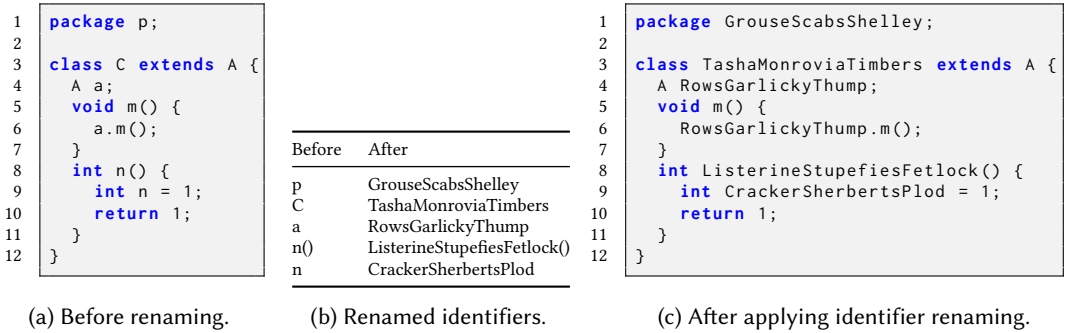 1 package p;
2
3 class C extends A {
4 A a;
5 void m() {
6 a.m();
7 }
8 int n() {
9 int n = 1;
10 return 1;
11 }
12 }
(a) Before renaming.
Before After
p GrouseScabsShelley
C TashaMonroviaTimbers
a RowsGarlickyThump
n() ListerineStupefiesFetlock()
n CrackerSherbertsPlod
(b) Renamed identifiers.
1 package GrouseScabsShelley;
2
3 class TashaMonroviaTimbers extends A {
4 A RowsGarlickyThump;
5 void m() {
6 RowsGarlickyThump.m();
7 }
8 int ListerineStupefiesFetlock() {
9 int CrackerSherbertsPlod = 1;
10 return 1;
11 }
12 }
(c) After applying identifier renaming.